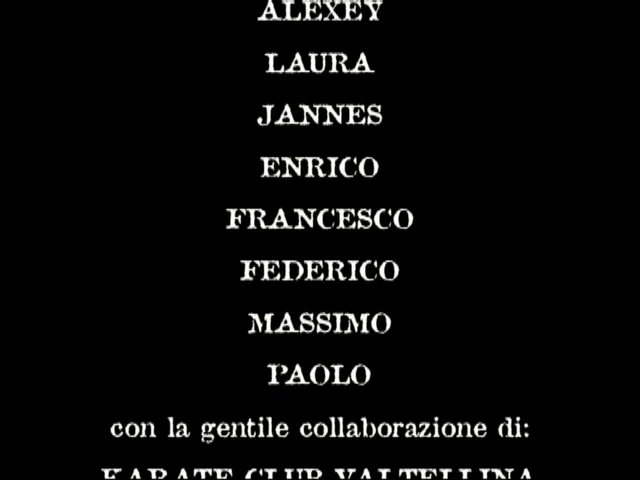 ALEXEY
LAURA
JANNES
ENRICO
FRANCESCO
FEDERICO
MASSIMO
PAOLO
con la gentile collaborazione di:
KARATE CLUB VALTELLINA